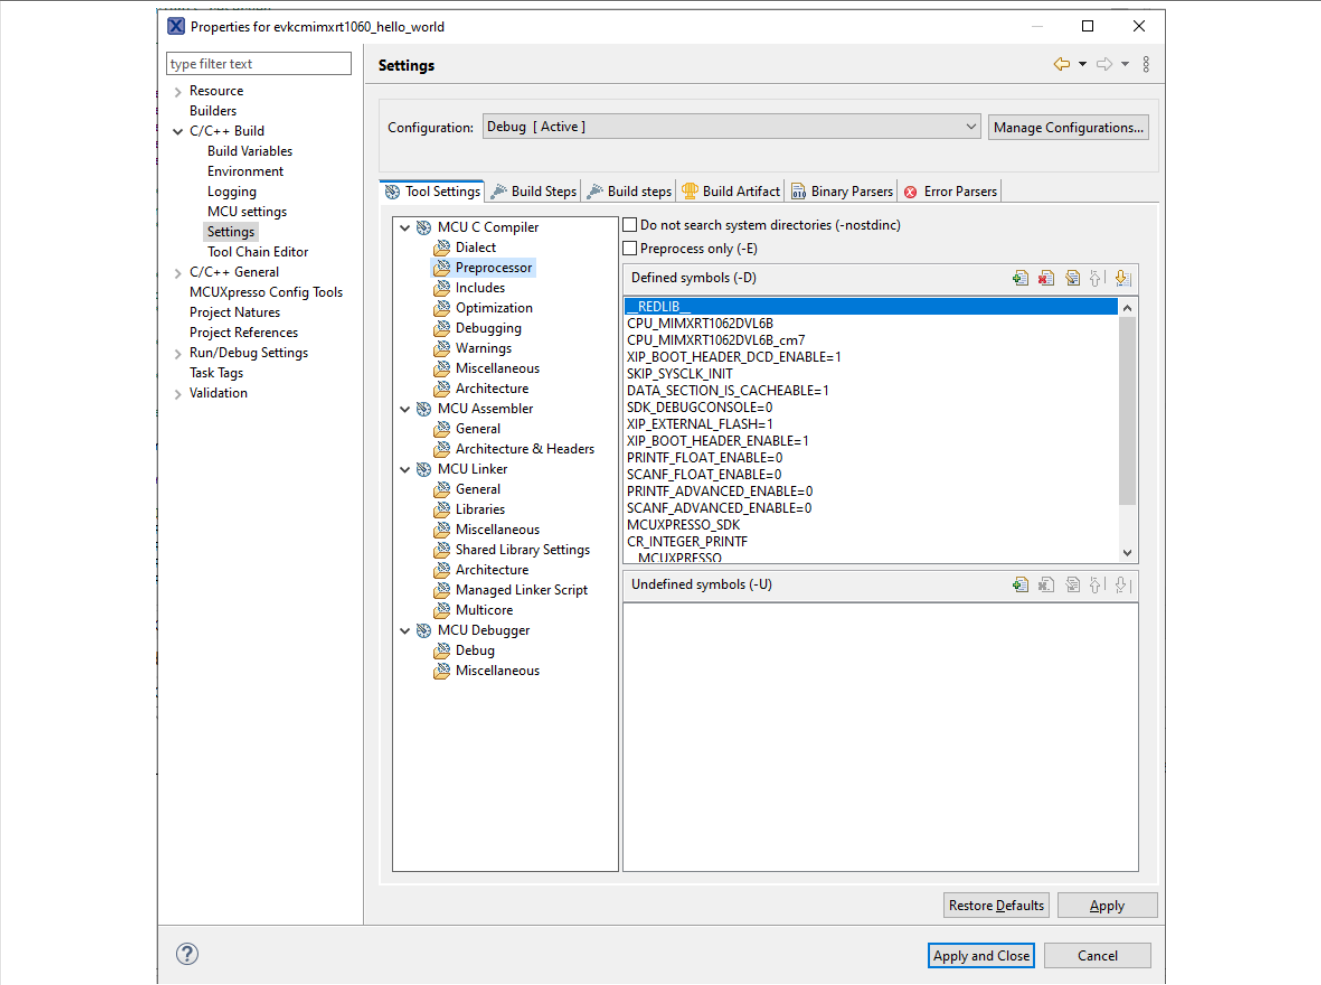 Properties for evkcmimxrt1060_hello_world
type filter text
Resource
Builders
C/C++ Build
Build Variables
Environment
Logging
MCU settings
Settings
Tool Chain Editor
C/C++ General
MCUXpresso Config Tools
Project Natures
Project References
Run/Debug Settings
Task Tags
Validation
Settings
Configuration: Debug [ Active ] Manage Configurations...
Tool Settings Build Steps Build steps Build Artifact Binary Parsers Error Parsers
MCU C Compiler
Dialect
Preprocessor
Includes
Optimization
Debugging
Warnings
Miscellaneous
Architecture
MCU Assembler
General
Architecture & Headers
MCU Linker
General
Libraries
Miscellaneous
Shared Library Settings
Architecture
Managed Linker Script
Multicore
MCU Debugger
Debug
Miscellaneous
Do not search system directories (-nostdinc)
Preprocess only (-E)
Defined symbols (-D)
__REDLIB__
CPU_MIMXRT1062DVL6B
CPU_MIMXRT1062DVL6B_cm7
XIP_BOOT_HEADER_DCD_ENABLE=1
SKIP_SYSCLK_INIT
DATA_SECTION_IS_CACHEABLE=1
SDK_DEBUGCONSOLE=0
XIP_EXTERNAL_FLASH=1
XIP_BOOT_HEADER_ENABLE=1
PRINTF_FLOAT_ENABLE=0
SCANF_FLOAT_ENABLE=0
PRINTF_ADVANCED_ENABLE=0
SCANF_ADVANCED_ENABLE=0
MCUXPRESSO_SDK
CR_INTEGER_PRINTF
__MCUXPRESSO
Undefined symbols (-U)
Restore Defaults Apply
Apply and Close Cancel